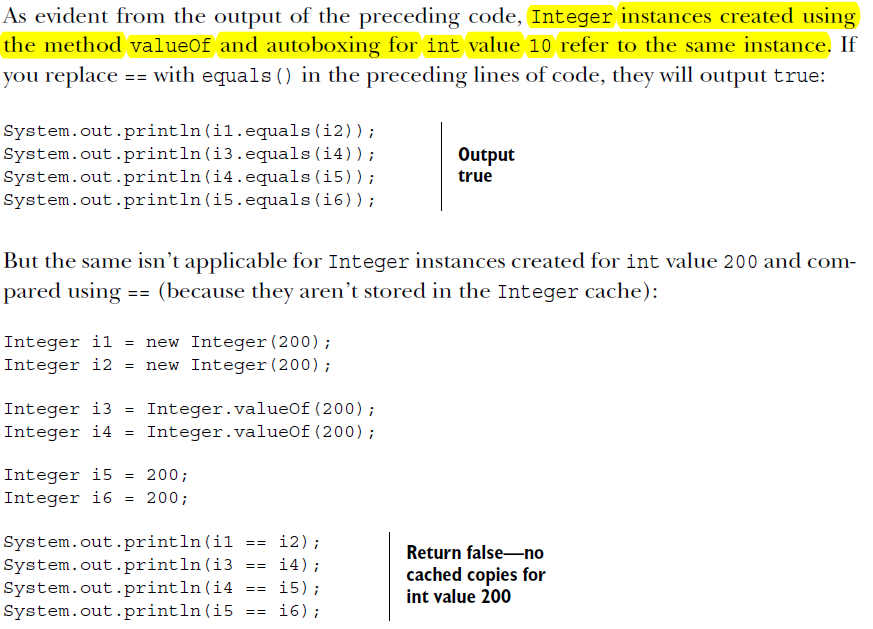 As evident from the output of the preceding code, Integer instances created using
the method valueOf and autoboxing for int value 10 refer to the same instance. If
you replace == with equals() in the preceding lines of code, they will output true:
System.out.println(i1.equals(i2));
System.out.println(i3.equals(i4));
System.out.println(i4.equals(i5));
System.out.println(i5.equals(i6));
Output
true
But the same isn't applicable for Integer instances created for int value 200 and com-
pared using == (because they aren't stored in the Integer cache):
Integer i1 = new Integer(200);
Integer i2 = new Integer(200);
Integer i3 = Integer.valueOf(200);
Integer i4 = Integer.valueOf(200);
Integer i5 = 200;
Integer i6 = 200;
System.out.println(i1 == i2);
System.out.println(i3 == i4);
System.out.println(i4 == i5);
System.out.println(i5 == i6);
Return false—no
cached copies for
int value 200